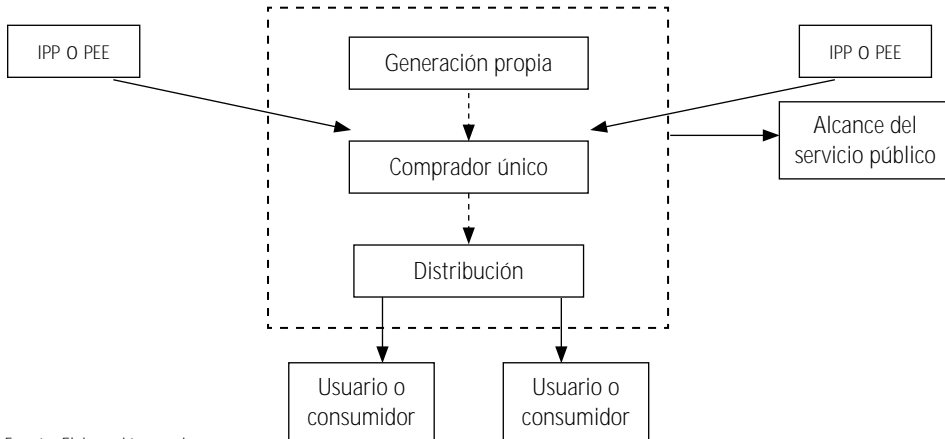 IPP O PEE
Generación propia
IPP O PEE
Alcance del
servicio público
Comprador único
Distribución
Usuario o
consumidor
Usuario o
consumidor